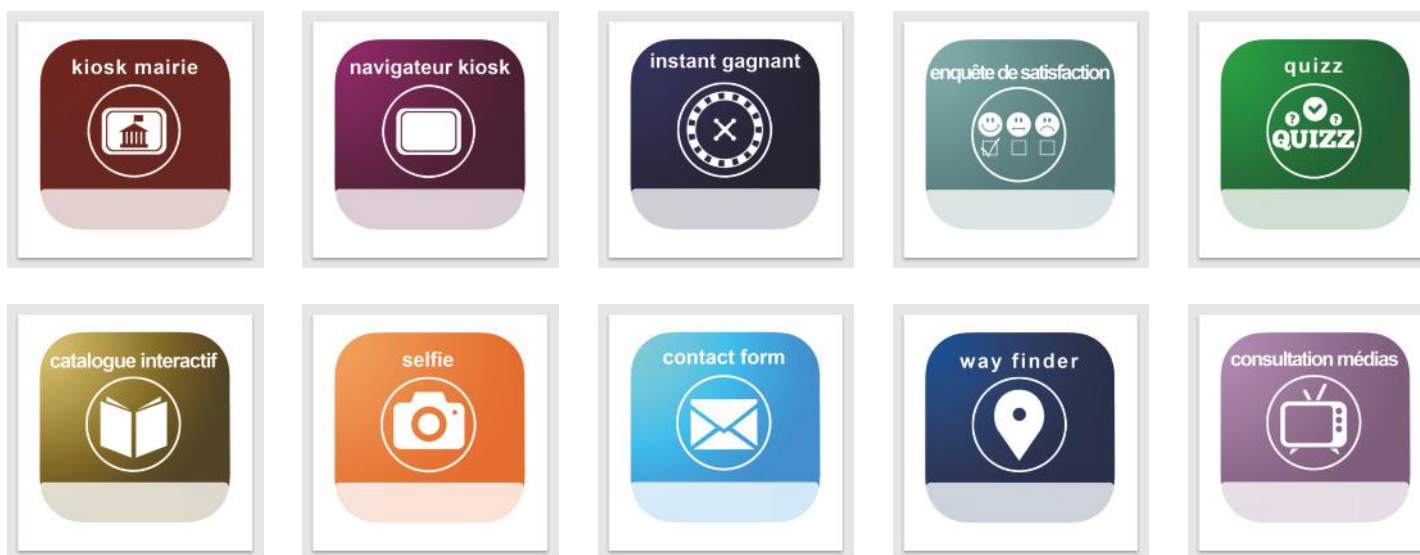 kiosk mairie
navigateur kiosk
instant gagnant
enquête de satisfaction
quizz
? ?
QUIZZ
catalogue interactif
selfie
contact form
way finder
consultation médias